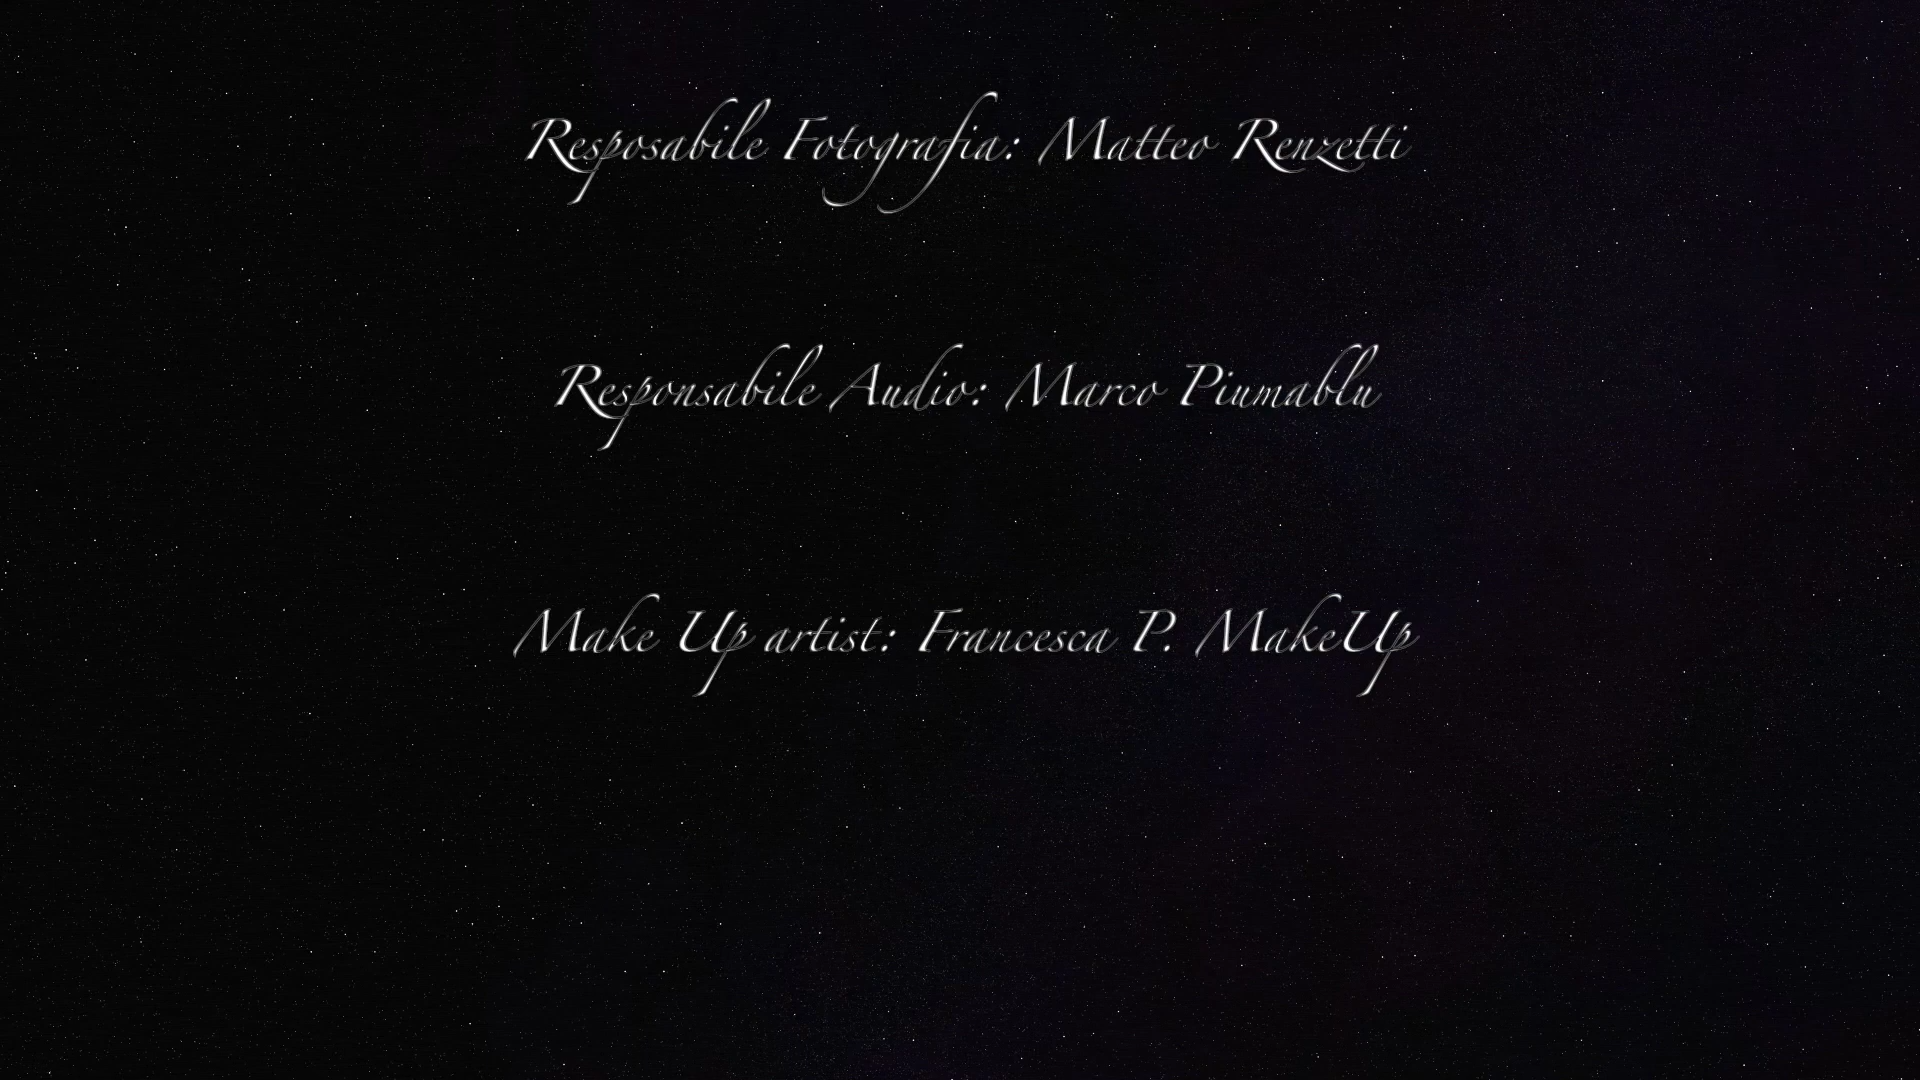 Resposabile Fotografia: Matteo Renzetti
Responsabile Audio: Marco Piumablu
Make Up artist: Francesca P. MakeUp